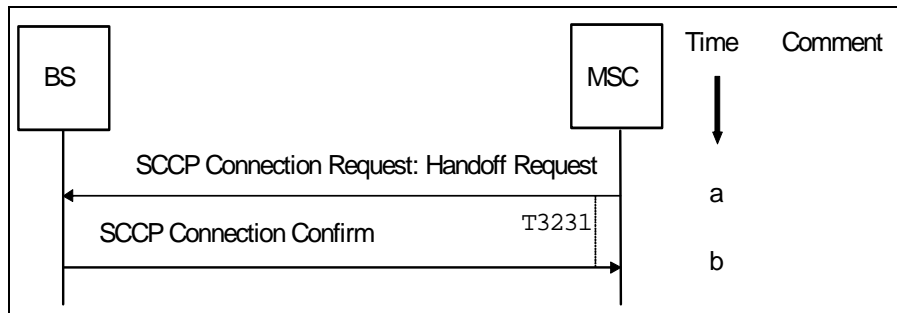 Time Comment
BS
MSC
SCCP Connection Request: Handoff Request
a
T3231
SCCP Connection Confirm
b